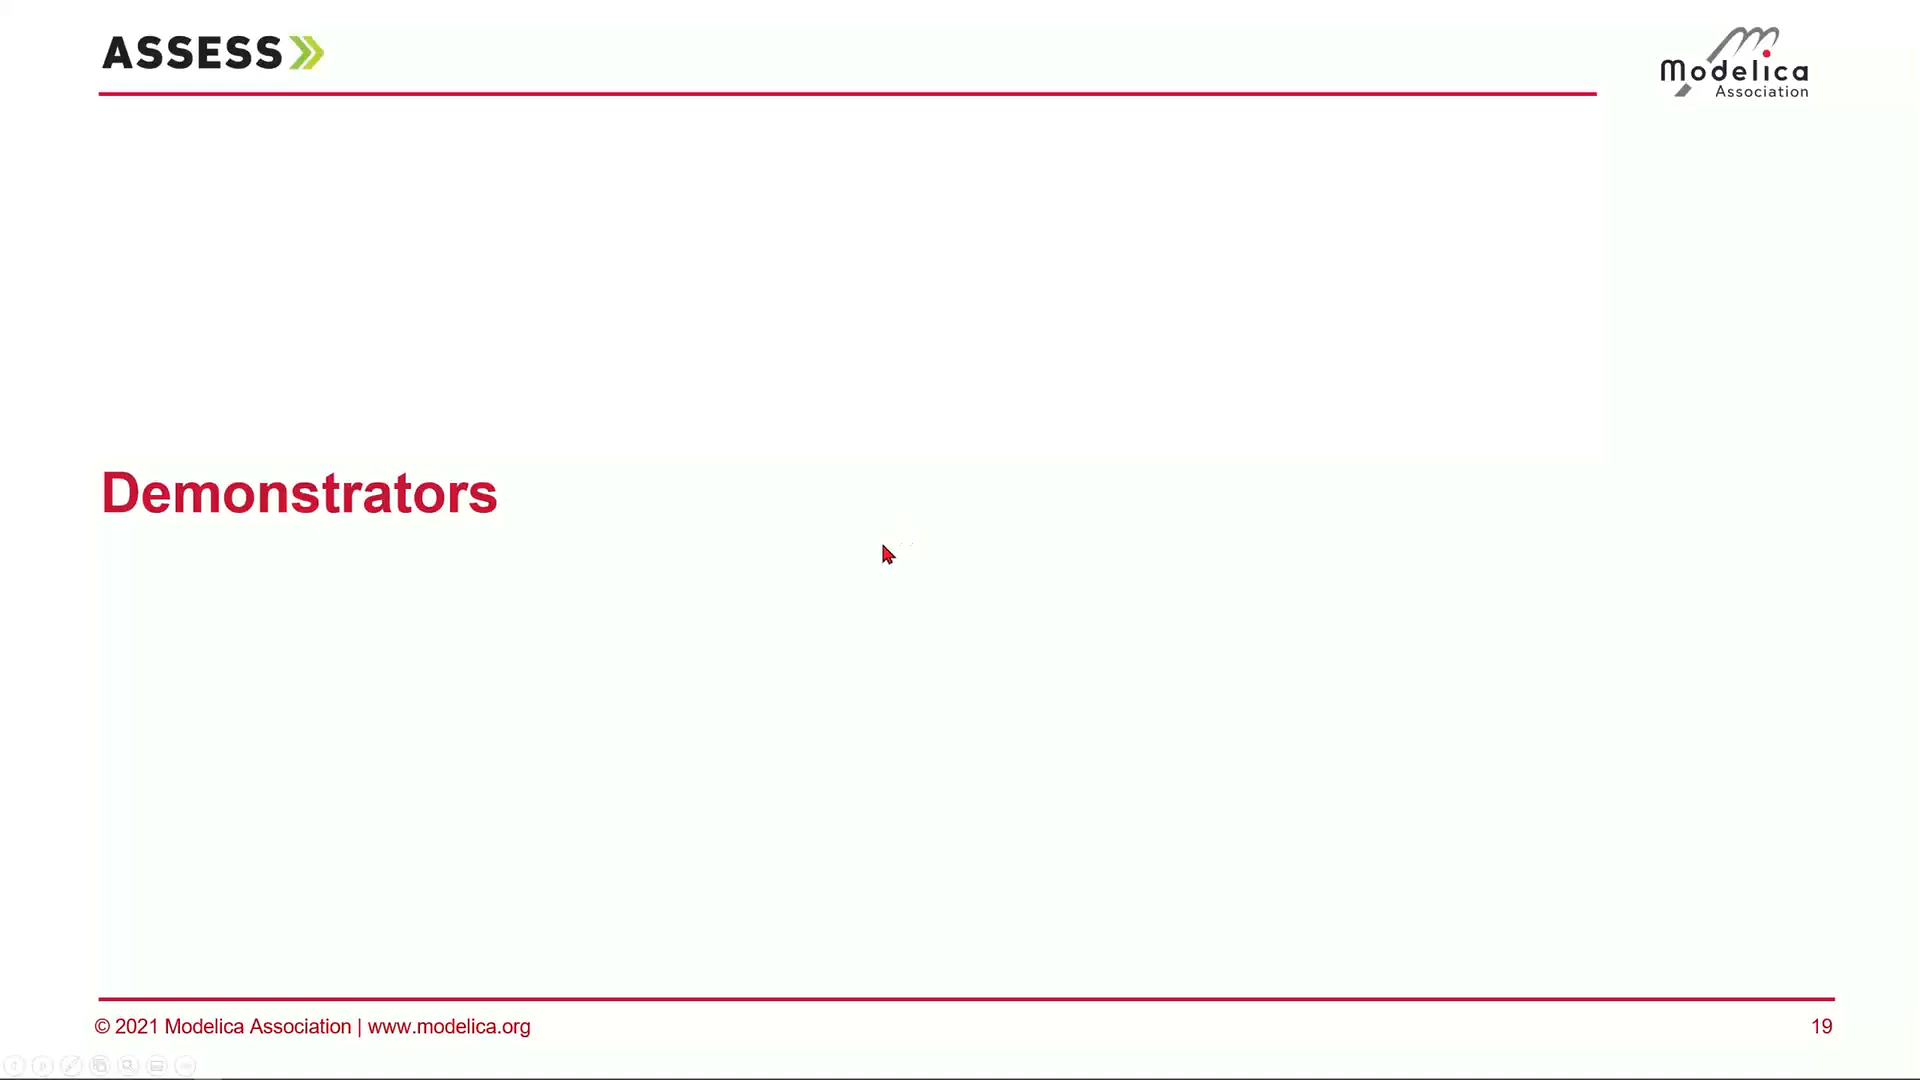 ASSESS
Modelica
Association
Demonstrators
© 2021 Modelica Association | www.modelica.org
19